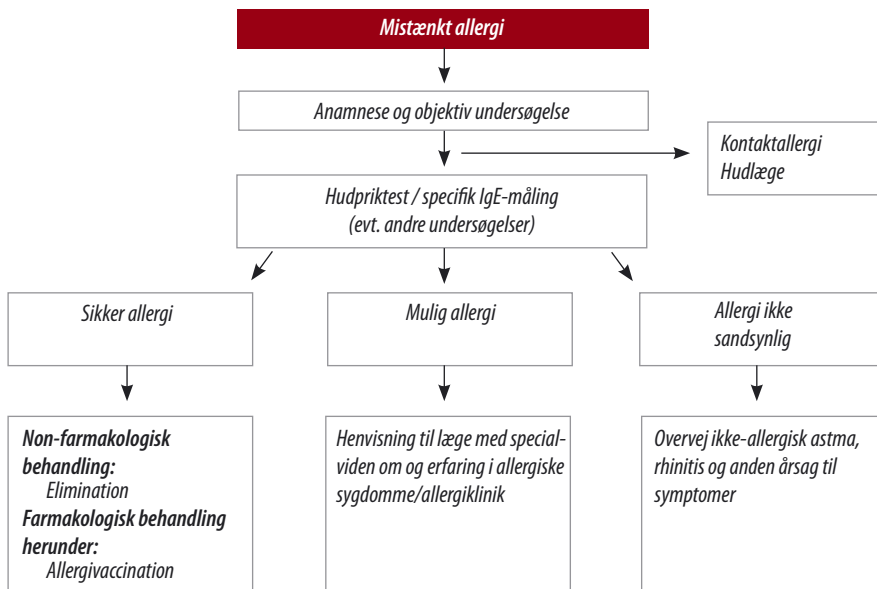 Mistænkt allergi
Anamnese og objektiv undersøgelse
Kontaktallergi
Hudlæge
Hudpriktest / specifik IgE-måling
(evt. andre undersøgelser)
Sikker allergi
Mulig allergi
Allergi ikke
sandsynlig
Non-farmakologisk
behandling:
Elimination
Farmakologisk behandling
herunder:
Allergivaccination
Henvisning til læge med special-
viden om og erfaring i allergiske
sygdomme/allergiklinik
Overvej ikke-allergisk astma,
rhinitis og anden årsag til
symptomer